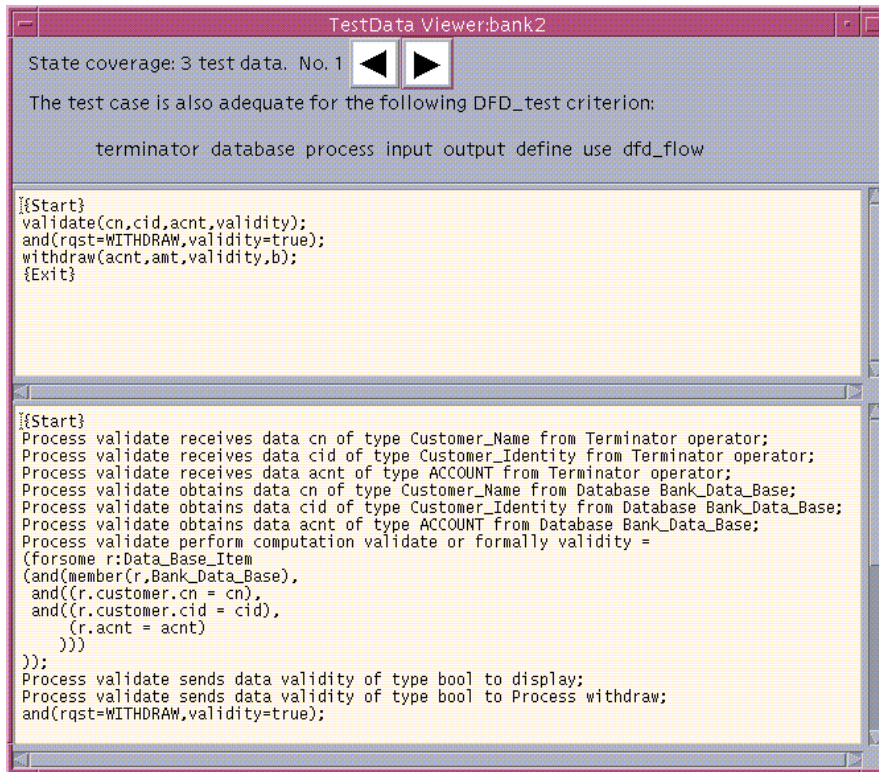 TestData Viewer:bank2
State coverage: 3 test data. No. 1
The test case is also adequate for the following DFD_test criterion:
terminator database process input output define use dfd_flow
{Start}
validate(cn,cid,acnt,validity);
and(rqst=WITHDRAW,validity=true);
withdraw(acnt,amt,validity,b);
{Exit}
{Start}
Process validate receives data cn of type Customer_Name from Terminator operator;
Process validate receives data cid of type Customer_Identity from Terminator operator;
Process validate receives data acnt of type ACCOUNT from Terminator operator;
Process validate obtains data cn of type Customer_Name from Database Bank_Data_Base;
Process validate obtains data cid of type Customer_Identity from Database Bank_Data_Base;
Process validate obtains data acnt of type ACCOUNT from Database Bank_Data_Base;
Process validate perform computation validate or formally validity =
(forsome r:Data_Base_Item
(and(member(r,Bank_Data_Base),
and((r.customer.cn = cn),
and((r.customer.cid = cid),
(r.acnt = acnt)
)))
));
Process validate sends data validity of type bool to display;
Process validate sends data validity of type bool to Process withdraw;
and(rqst=WITHDRAW,validity=true);